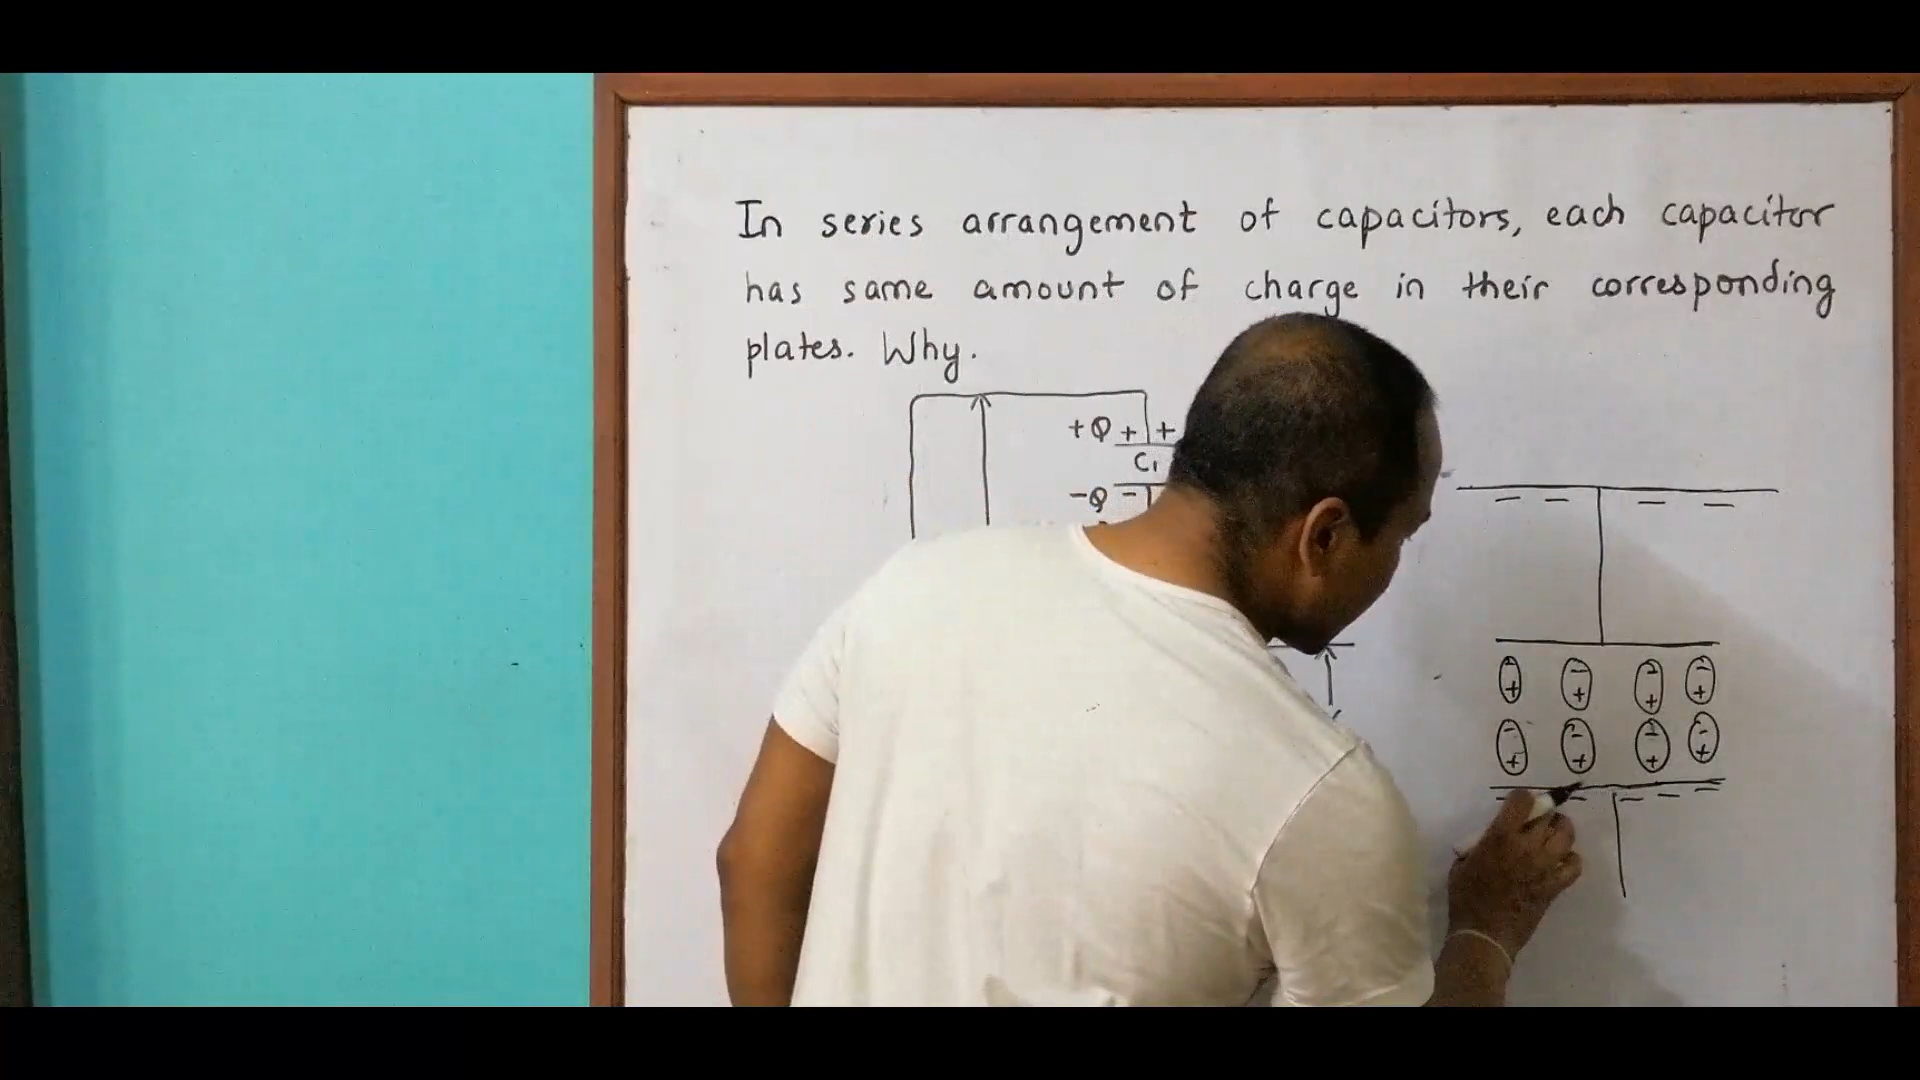 In series arrangement of capacitors, each capacitor
has same amount of charge in their corresponding
plates. Why.
+Q + +
C₁
-Q -
- - - -
- - - -
+ + + +
- - - -
+ + + +
- - - - -